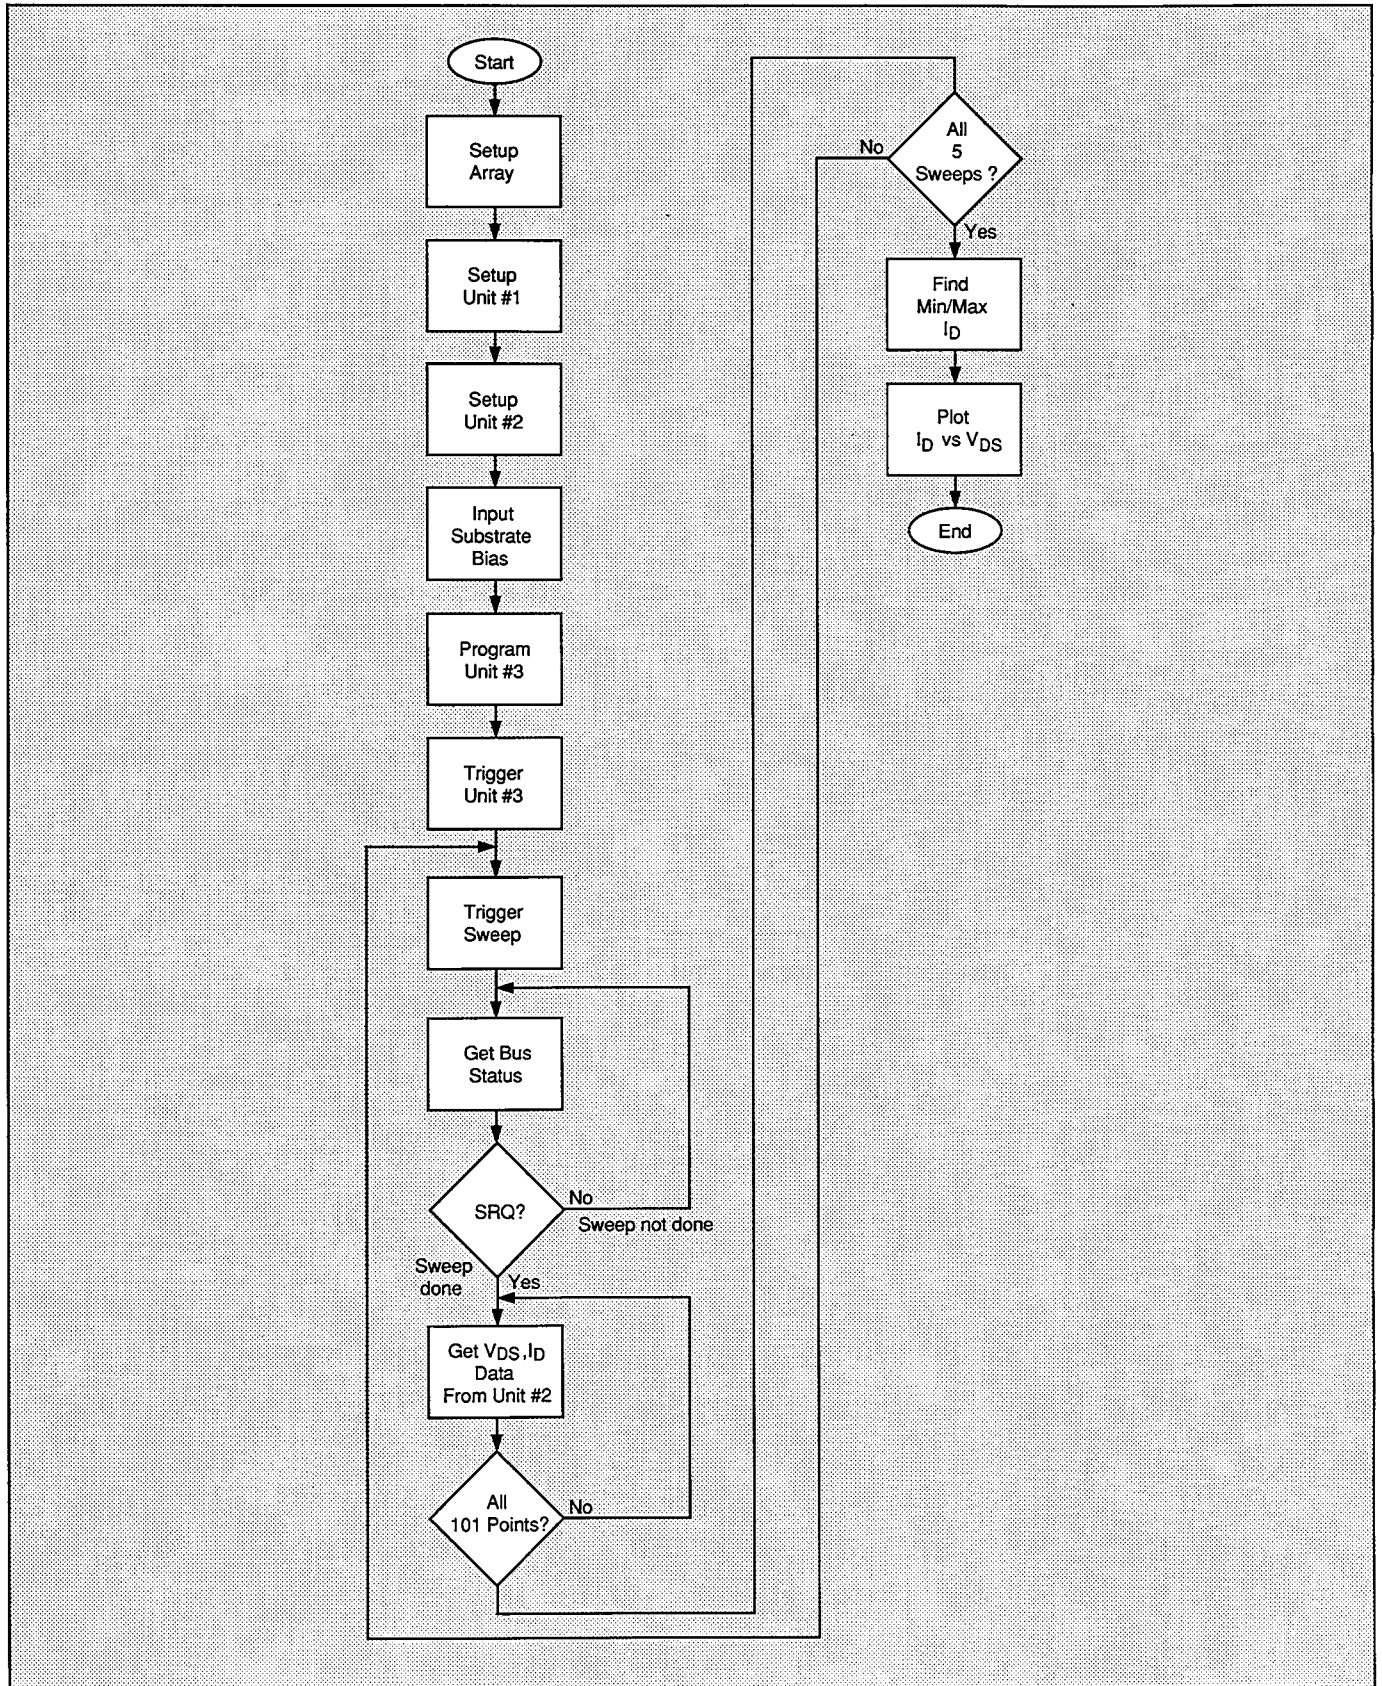 Start
Setup
Array
Setup
Unit #1
Setup
Unit #2
Input
Substrate
Bias
Program
Unit #3
Trigger
Unit #3
Trigger
Sweep
Get Bus
Status
SRQ?
No
Sweep not done
Sweep
done
Yes
Get VDS,ID
Data
From Unit #2
All
101 Points?
No
All
5
Sweeps ?
No
Yes
Find
Min/Max
ID
Plot
ID vs VDS
End